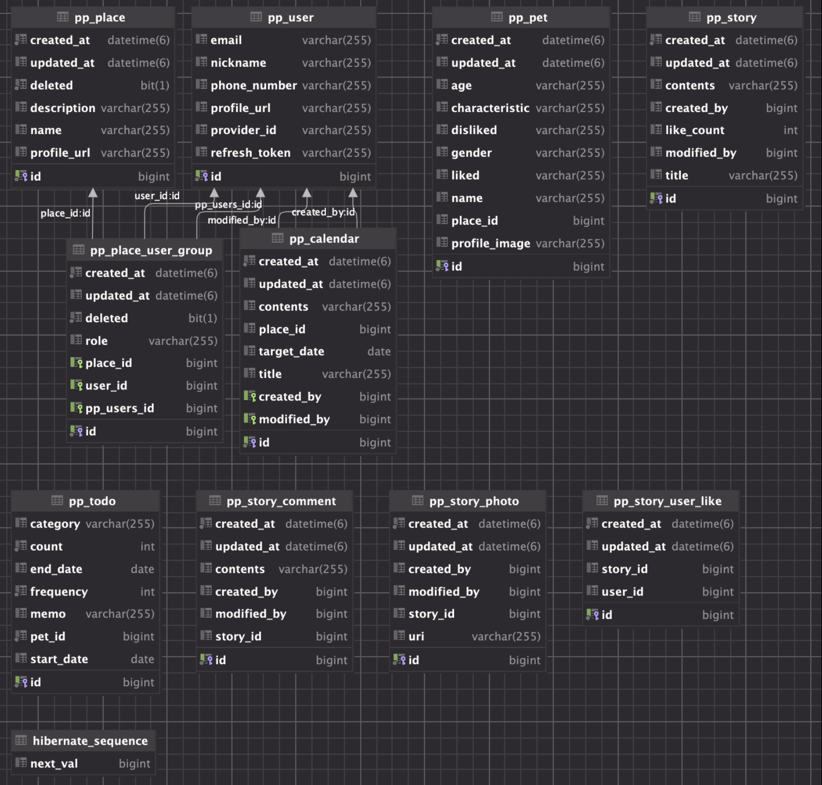 pp_place
created_at datetime(6)
updated_at datetime(6)
deleted bit(1)
description varchar(255)
name varchar(255)
profile_url varchar(255)
id bigint
pp_user
email varchar(255)
nickname varchar(255)
phone_number varchar(255)
profile_url varchar(255)
provider_id varchar(255)
refresh_token varchar(255)
id bigint
pp_pet
created_at datetime(6)
updated_at datetime(6)
age varchar(255)
characteristic varchar(255)
disliked varchar(255)
gender varchar(255)
liked varchar(255)
name varchar(255)
place_id bigint
profile_image varchar(255)
id bigint
pp_story
created_at datetime(6)
updated_at datetime(6)
contents varchar(255)
created_by bigint
like_count int
modified_by bigint
title varchar(255)
id bigint
place_id:id
user_id:id
pp_users_id:id
modified_by:id
created_by:id
pp_place_user_group
created_at datetime(6)
updated_at datetime(6)
deleted bit(1)
role varchar(255)
place_id bigint
user_id bigint
pp_users_id bigint
id bigint
pp_calendar
created_at datetime(6)
updated_at datetime(6)
contents varchar(255)
place_id bigint
target_date date
title varchar(255)
created_by bigint
modified_by bigint
id bigint
pp_todo
category varchar(255)
count int
end_date date
frequency int
memo varchar(255)
pet_id bigint
start_date date
id bigint
pp_story_comment
created_at datetime(6)
updated_at datetime(6)
contents varchar(255)
created_by bigint
modified_by bigint
story_id bigint
id bigint
pp_story_photo
created_at datetime(6)
updated_at datetime(6)
created_by bigint
modified_by bigint
story_id bigint
uri varchar(255)
id bigint
pp_story_user_like
created_at datetime(6)
updated_at datetime(6)
story_id bigint
user_id bigint
id bigint
hibernate_sequence
next_val bigint